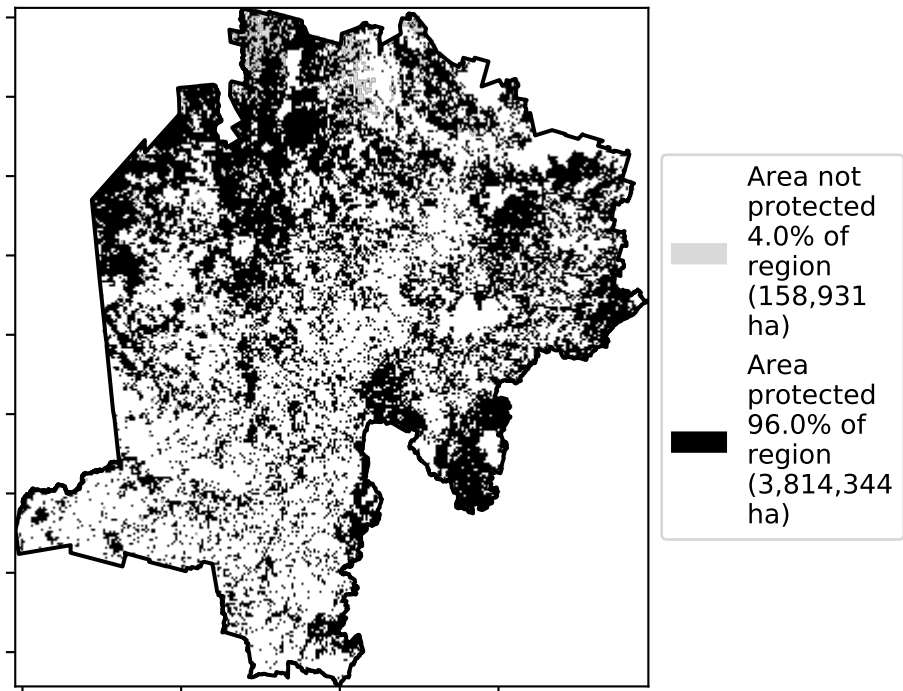 Area not
protected
4.0% of
region
(158,931
ha)
Area
protected
96.0% of
region
(3,814,344
ha)